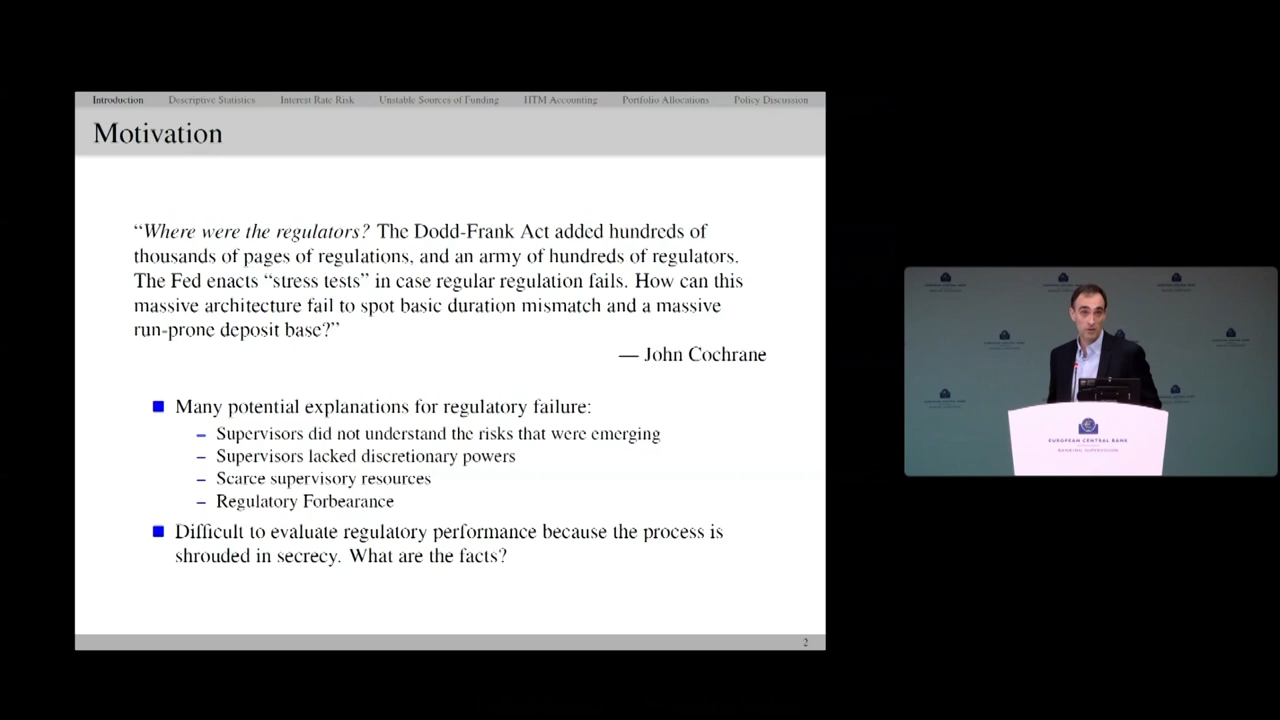 Introduction Descriptive Statistics Interest Rate Risk Unstable Sources of Funding HTM Accounting Portfolio Allocations Policy Discussion
Motivation
“Where were the regulators? The Dodd-Frank Act added hundreds of
thousands of pages of regulations, and an army of hundreds of regulators.
The Fed enacts “stress tests” in case regular regulation fails. How can this
massive architecture fail to spot basic duration mismatch and a massive
run-prone deposit base?”
— John Cochrane
Many potential explanations for regulatory failure:
– Supervisors did not understand the risks that were emerging
– Supervisors lacked discretionary powers
– Scarce supervisory resources
– Regulatory Forbearance
Difficult to evaluate regulatory performance because the process is
shrouded in secrecy. What are the facts?
2
EUROPEAN CENTRAL BANK
BANKING SUPERVISION